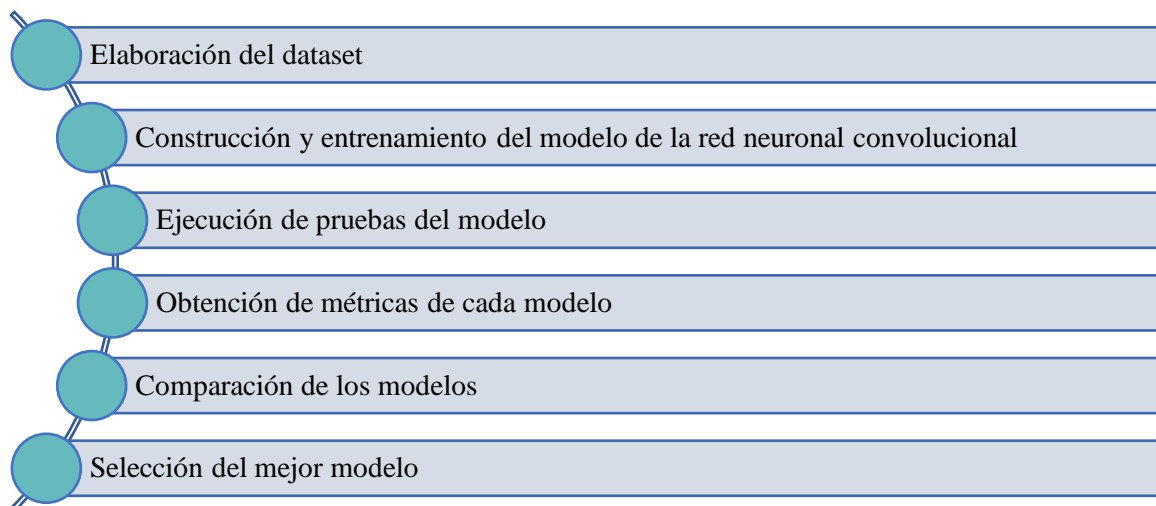 Elaboración del dataset
Construcción y entrenamiento del modelo de la red neuronal convolucional
Ejecución de pruebas del modelo
Obtención de métricas de cada modelo
Comparación de los modelos
Selección del mejor modelo